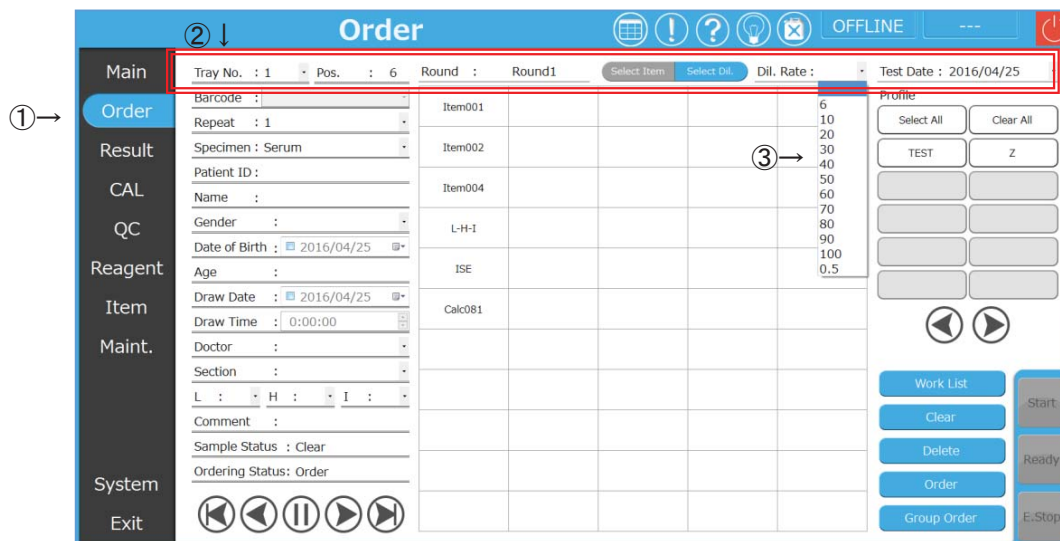 ② ↓
Order
OFFLINE
---
① →
Main
Order
Result
CAL
QC
Reagent
Item
Maint.
System
Exit
Tray No. : 1
Pos. : 6
Round : Round1
Select Item
Select Dil.
Dil. Rate :
Test Date : 2016/04/25
Barcode :
Repeat : 1
Specimen : Serum
Patient ID :
Name :
Gender :
Date of Birth : 2016/04/25
Age :
Draw Date : 2016/04/25
Draw Time : 0:00:00
Doctor :
Section :
L : H : I :
Comment :
Sample Status : Clear
Ordering Status: Order
Item001
Item002
Item004
L-H-I
ISE
Calc081
③ →
6
10
20
30
40
50
60
70
80
90
100
0.5
Profile
Select All
Clear All
TEST
Z
Work List
Clear
Delete
Order
Group Order
Start
Ready
E.Stop